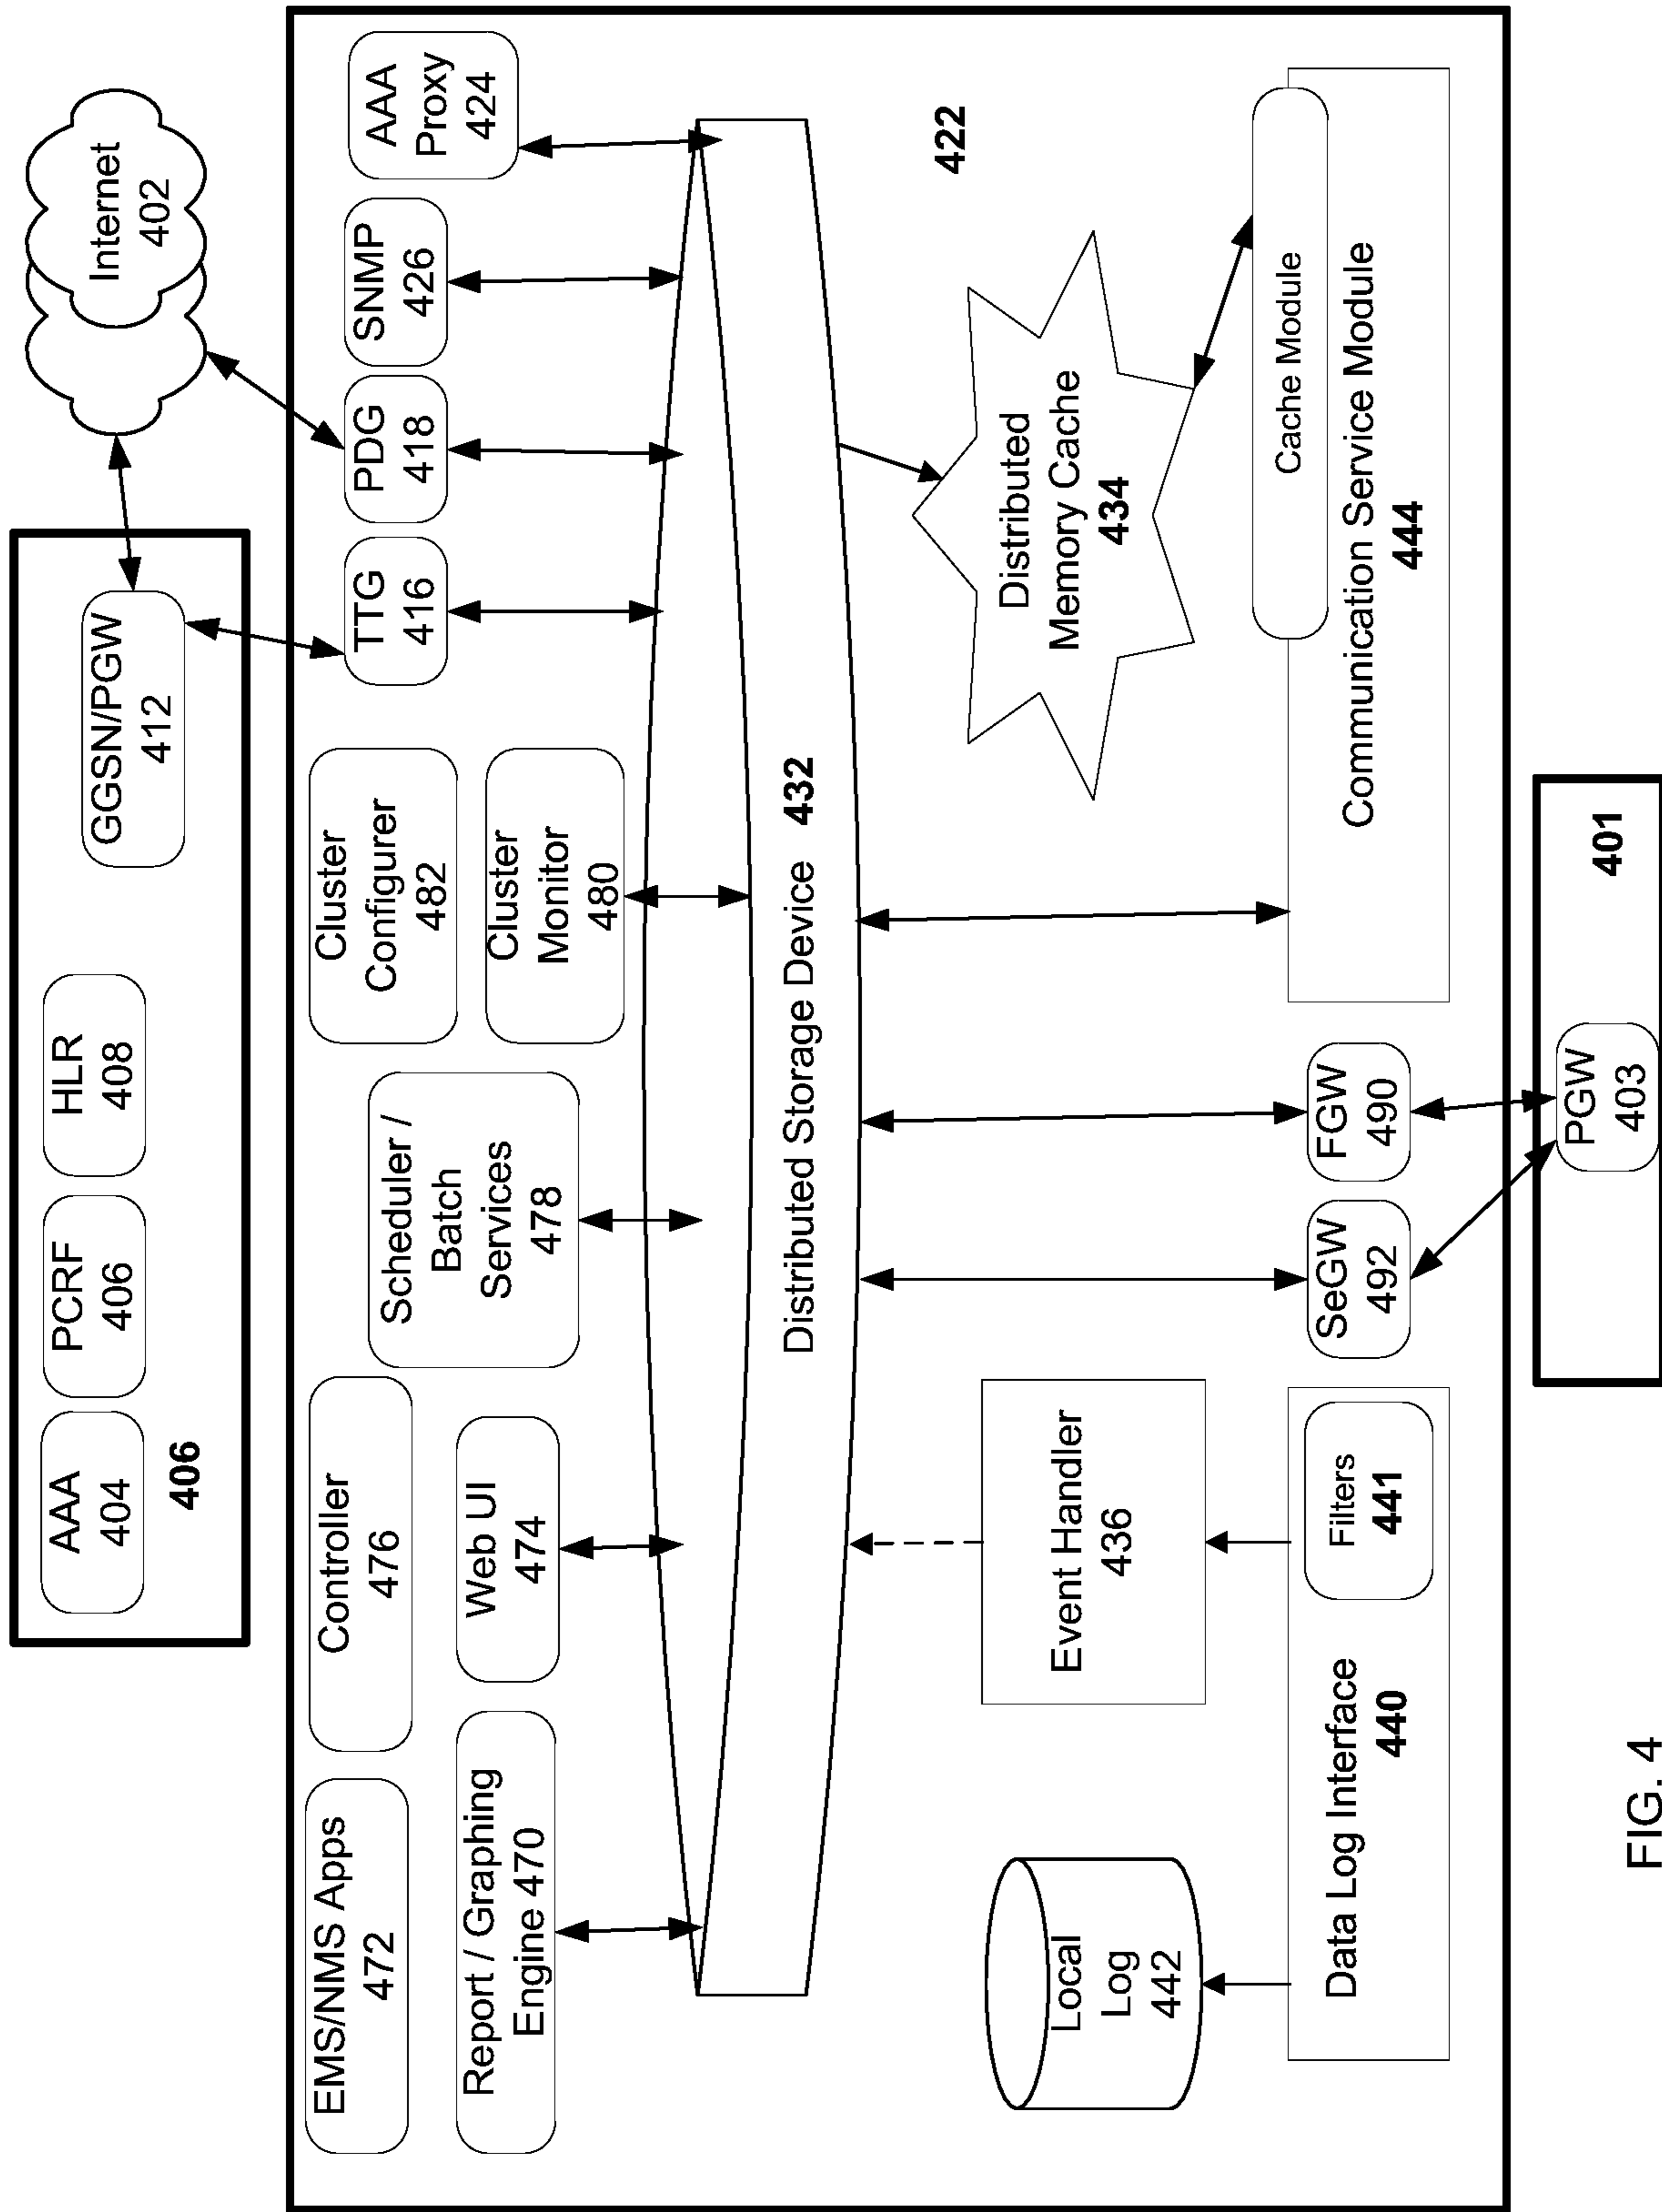 Internet
402
AAA
404
PCRF
406
HLR
408
GGSN/PGW
412
406
EMS/NMS Apps
472
Controller
476
Cluster
Configurer
482
TTG
416
PDG
418
SNMP
426
AAA
Proxy
424
Report / Graphing
Engine 470
Web UI
474
Scheduler /
Batch
Services
478
Cluster
Monitor
480
Distributed Storage Device 432
422
Local
Log
442
Event Handler
436
Distributed
Memory Cache
434
Data Log Interface
440
Filters
441
SeGW
492
FGW
490
Cache Module
Communication Service Module
444
PGW
403
401
FIG. 4